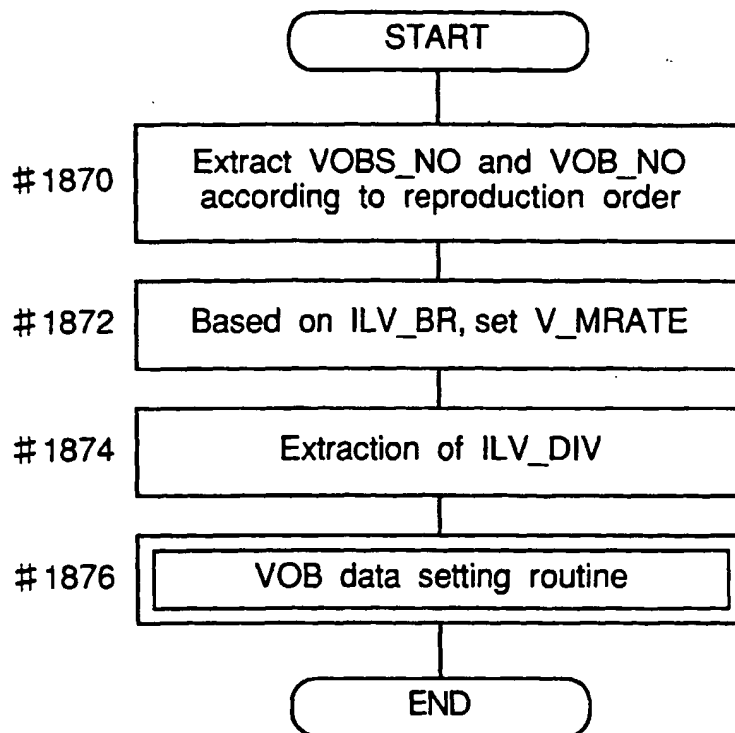 START
#1870
Extract VOBS_NO and VOB_NO
according to reproduction order
#1872
Based on ILV_BR, set V_MRATE
#1874
Extraction of ILV_DIV
#1876
VOB data setting routine
END